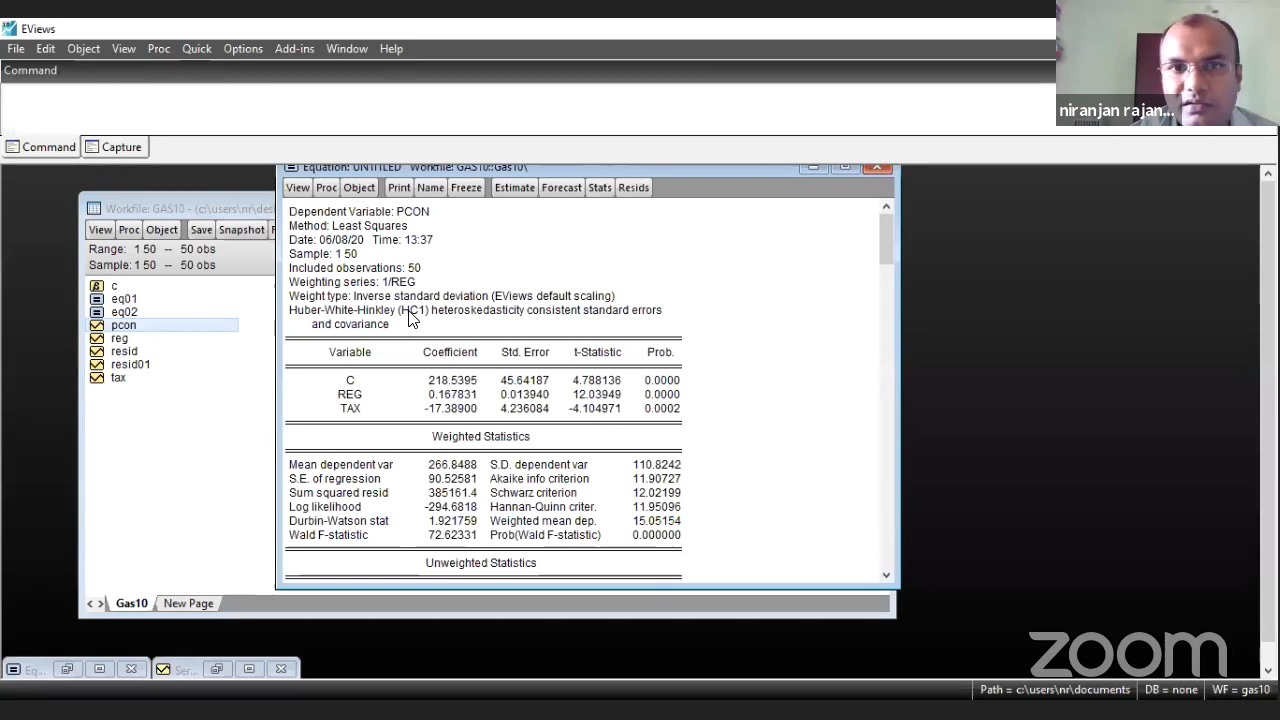 EViews
File Edit Object View Proc Quick Options Add-ins Window Help
Command
niranjan rajan...
Command Capture
Equation: UNTITLED Workfile: GAS10::Gas10\
View Proc Object Print Name Freeze Estimate Forecast Stats Resids
Workfile: GAS10 - (c:\users\nr\des
View Proc Object Save Snapshot F
Range: 1 50 -- 50 obs
Sample: 1 50 -- 50 obs
c
eq01
eq02
pcon
reg
resid
resid01
tax
Dependent Variable: PCON
Method: Least Squares
Date: 06/08/20 Time: 13:37
Sample: 1 50
Included observations: 50
Weighting series: 1/REG
Weight type: Inverse standard deviation (EViews default scaling)
Huber-White-Hinkley (HC1) heteroskedasticity consistent standard errors
and covariance
Variable Coefficient Std. Error t-Statistic Prob.
C 218.5395 45.64187 4.788136 0.0000
REG 0.167831 0.013940 12.03949 0.0000
TAX -17.38900 4.236084 -4.104971 0.0002
Weighted Statistics
Mean dependent var 266.8488 S.D. dependent var 110.8242
S.E. of regression 90.52581 Akaike info criterion 11.90727
Sum squared resid 385161.4 Schwarz criterion 12.02199
Log likelihood -294.6818 Hannan-Quinn criter. 11.95096
Durbin-Watson stat 1.921759 Weighted mean dep. 15.05154
Wald F-statistic 72.62331 Prob(Wald F-statistic) 0.000000
Unweighted Statistics
Gas10 New Page
Eq... Ser...
zoom
Path = c:\users\nr\documents DB = none WF = gas10